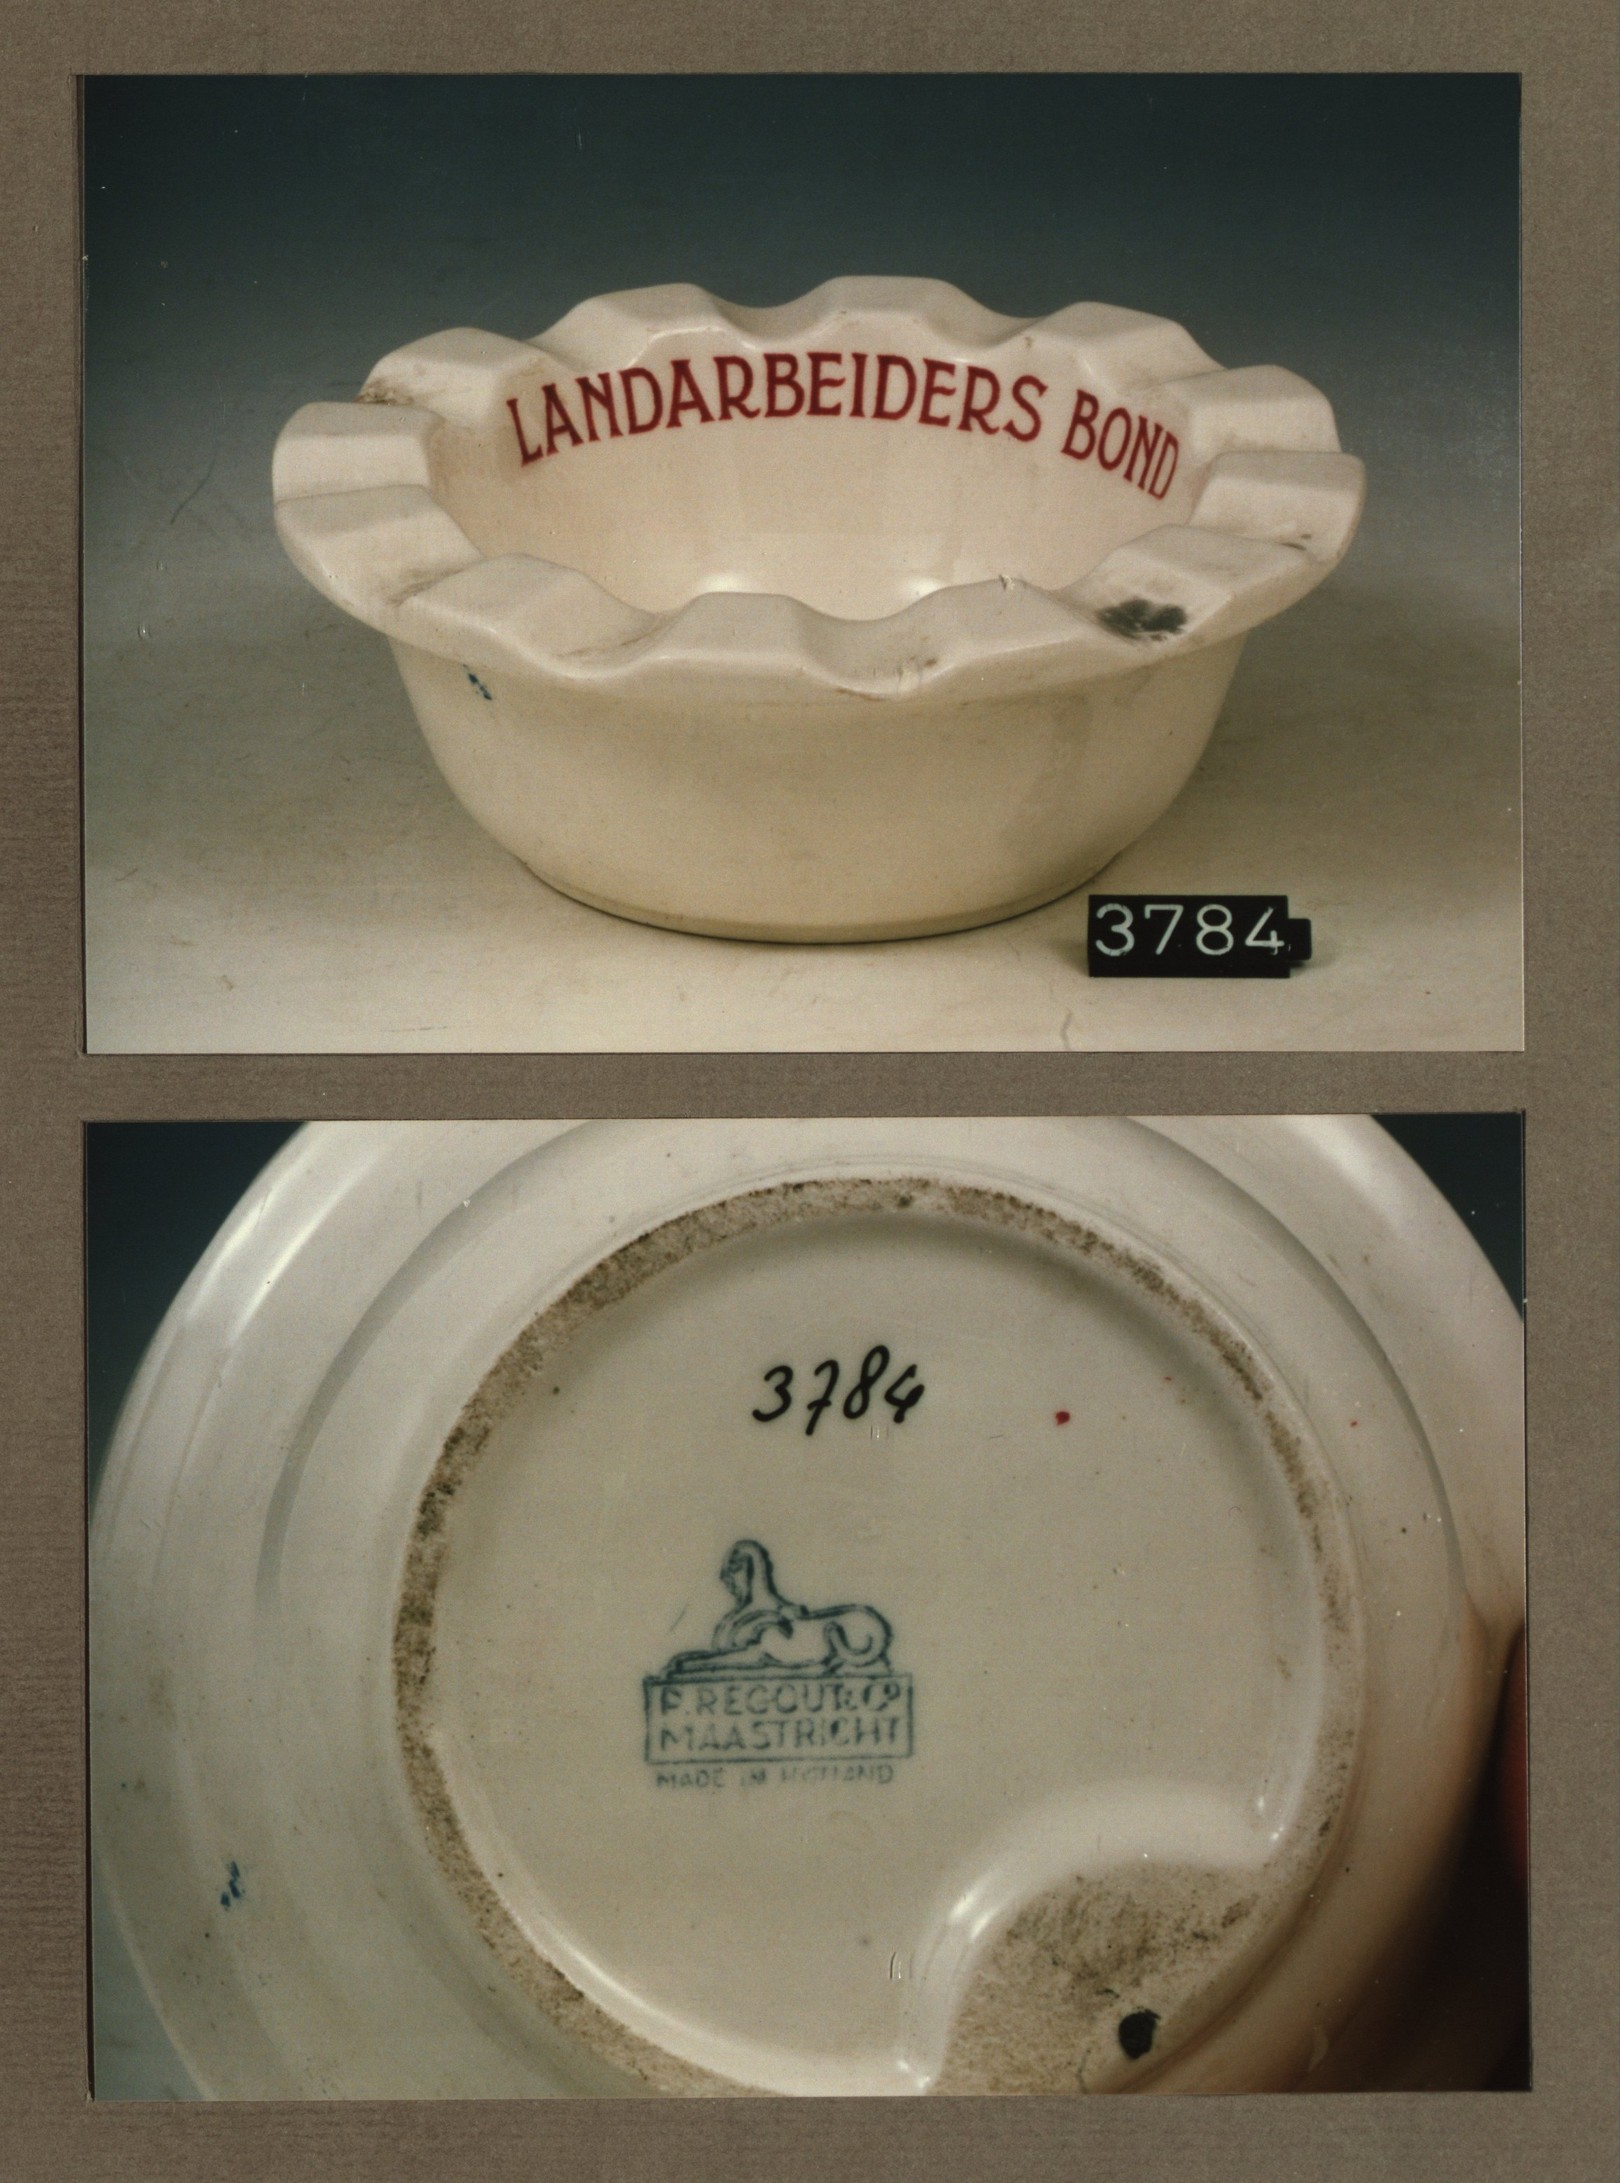 LANDARBEIDERS BOND
3784
3784
P. REGOUT & Co
MAASTRICHT
MADE IN HOLLAND